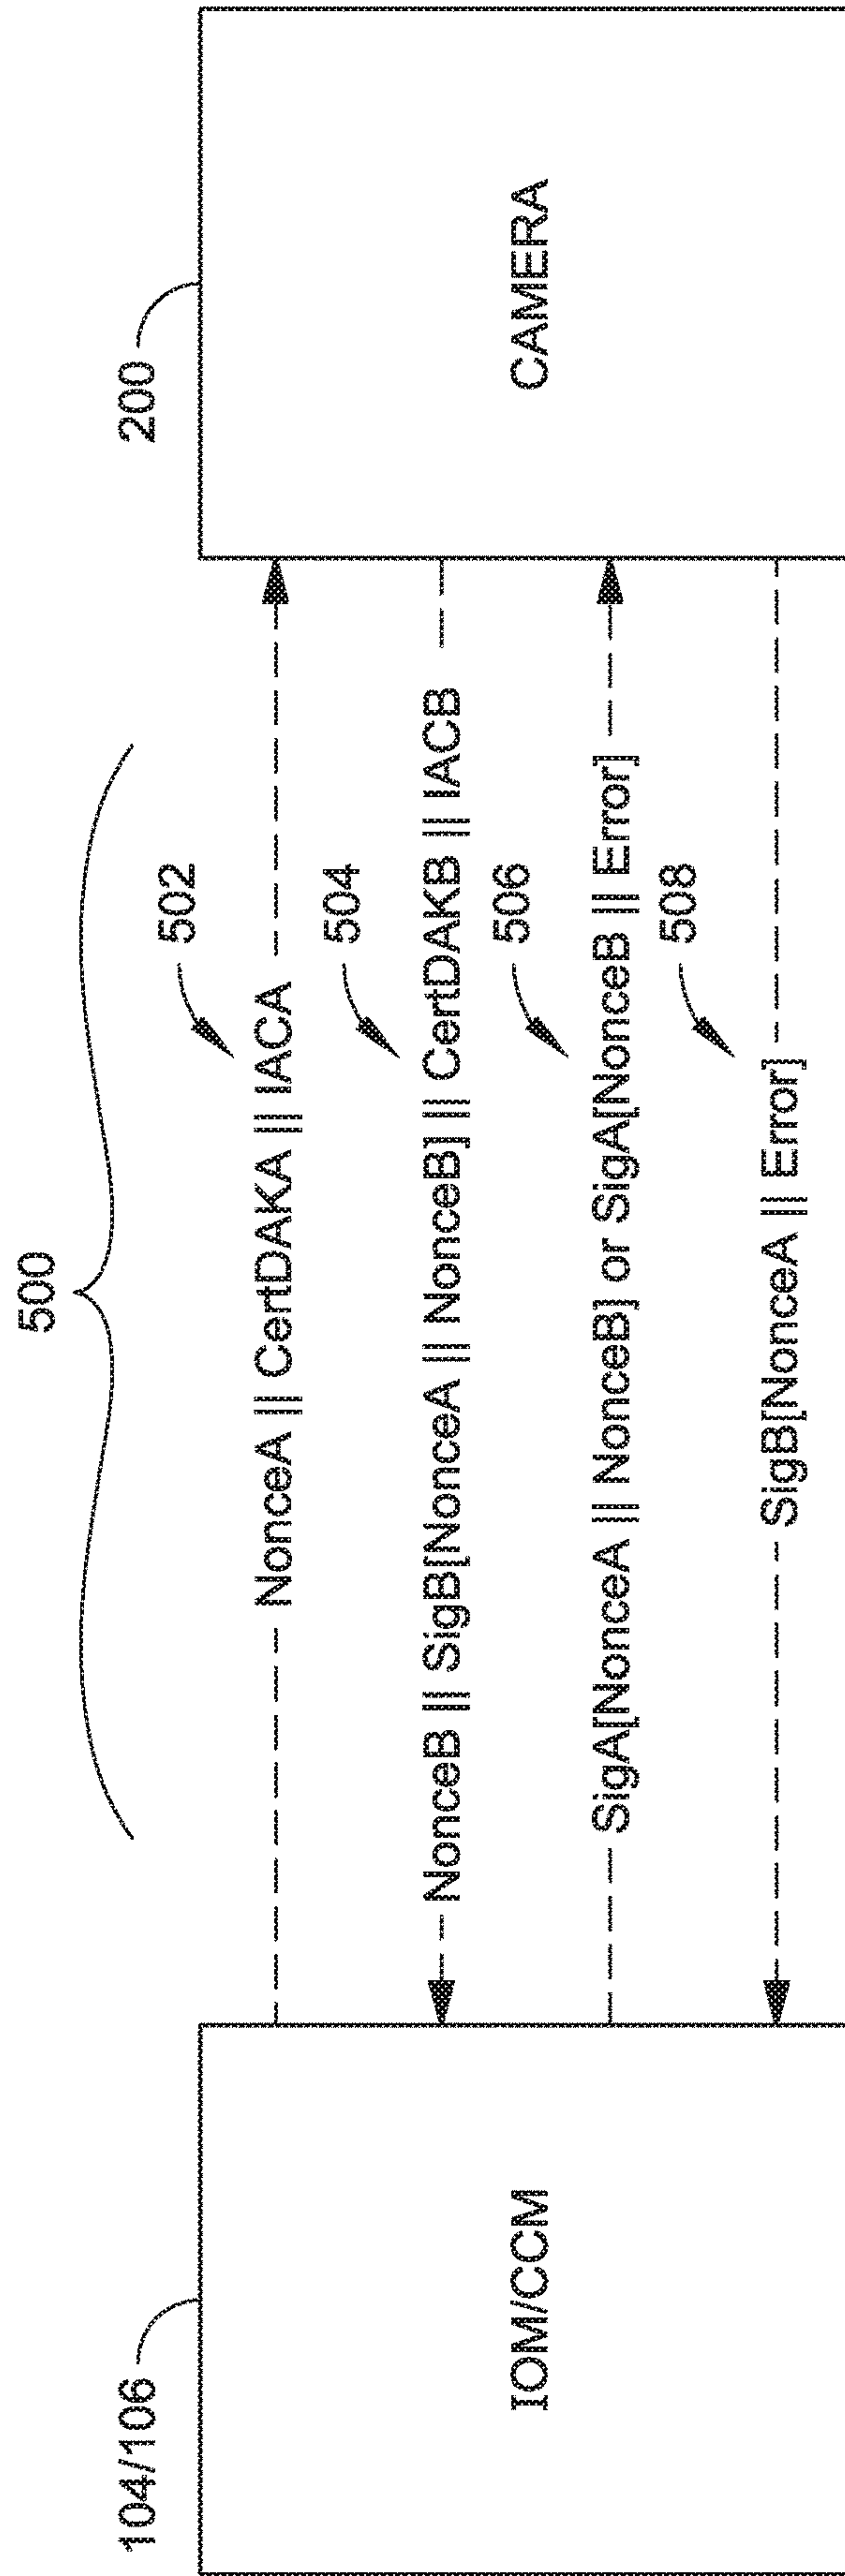 500
104/106
IOM/CCM
200
CAMERA
502
NonceA || CertDAKA || IACA
504
NonceB || SigB[NonceA || NonceB] || CertDAKB || IACB
506
SigA[NonceA || NonceB] or SigA[NonceB || Error]
508
SigB[NonceA || Error]